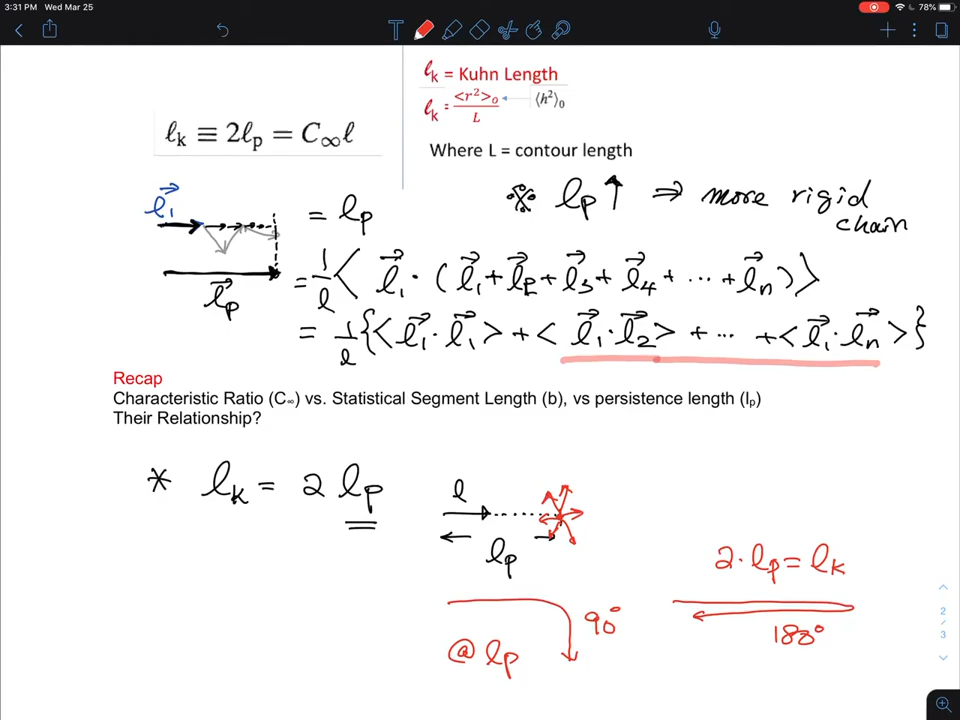 3:31 PM Wed Mar 25
78%
T
ℓₖ = Kuhn Length
ℓₖ = <r²>ₒ / L
⟨h²⟩₀
ℓₖ ≡ 2ℓₚ = C∞ℓ
Where L = contour length
※ ℓₚ↑ ⇒ more rigid
chain
ℓ⃗₁
= ℓₚ
ℓ⃗ₚ
= 1/ℓ ⟨ ℓ⃗₁ · (ℓ⃗₁ + ℓ⃗₂ + ℓ⃗₃ + ℓ⃗₄ + ··· + ℓ⃗ₙ) ⟩
= 1/ℓ {<ℓ⃗₁·ℓ⃗₁> + <ℓ⃗₁·ℓ⃗₂> + ··· + <ℓ⃗₁·ℓ⃗ₙ>}
Recap
Characteristic Ratio (C∞) vs. Statistical Segment Length (b), vs persistence length (lₚ)
Their Relationship?
* ℓₖ = 2 ℓₚ
ℓ
ℓₚ
2·ℓₚ = ℓₖ
90°
180°
@ ℓₚ
2
/
3